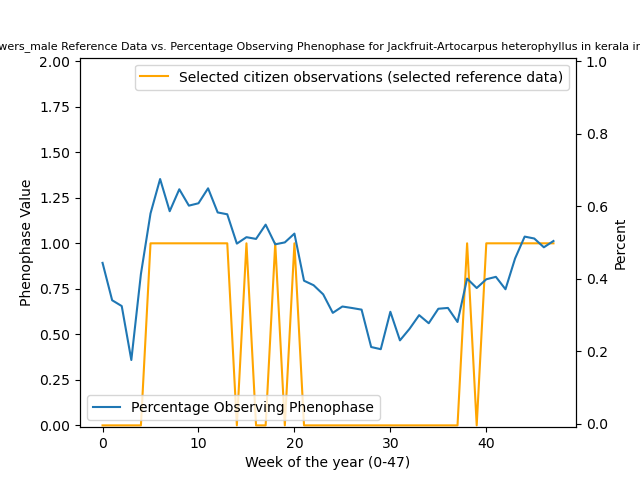 wers_male Reference Data vs. Percentage Observing Phenophase for Jackfruit-Artocarpus heterophyllus in kerala in
2.00
1.75
1.50
1.25
1.00
0.75
0.50
0.25
0.00
Phenophase Value
Selected citizen observations (selected reference data)
Percentage Observing Phenophase
1.0
0.8
0.6
0.4
0.2
0.0
Percent
0 10 20 30 40
Week of the year (0-47)